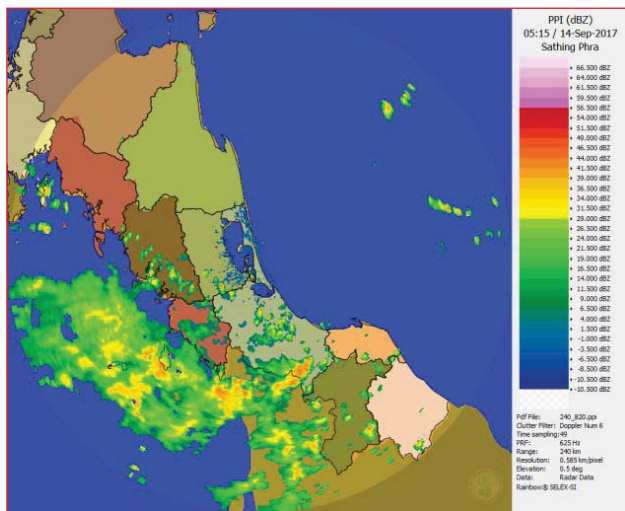 PPI (dBZ)
05:15 / 14-Sep-2017
Sathing Phra
66.500 dBZ
64.000 dBZ
61.500 dBZ
59.500 dBZ
56.500 dBZ
54.000 dBZ
51.500 dBZ
49.000 dBZ
46.500 dBZ
44.000 dBZ
41.500 dBZ
39.000 dBZ
36.500 dBZ
34.000 dBZ
31.500 dBZ
29.000 dBZ
26.500 dBZ
24.000 dBZ
21.500 dBZ
19.000 dBZ
16.500 dBZ
14.000 dBZ
11.500 dBZ
9.000 dBZ
6.500 dBZ
4.000 dBZ
1.500 dBZ
-1.000 dBZ
-3.500 dBZ
-6.500 dBZ
-8.500 dBZ
-10.500 dBZ
Pdf File: 240_820.ppi
Clutter Filter: Doppler Num 6
Time sampling:49
PRF: 625 Hz
Range: 240 km
Resolution: 0.585 km/pixel
Elevation: 0.5 deg
Data: Radar Data
Rainbow® SELEX-SI